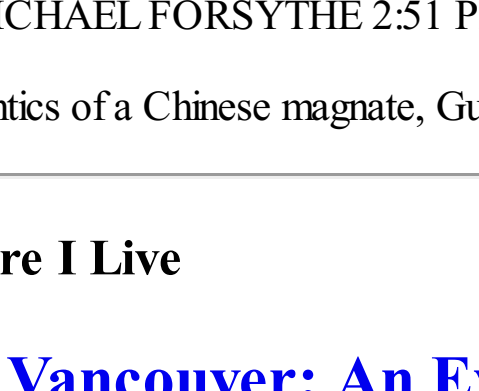 ICHAEL FORSYTHE 2:51 P
ntics of a Chinese magnate, Gu
re I Live
Vancouver: An E